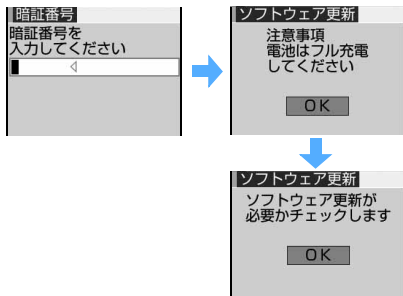 暗証番号
暗証番号を
入力してください
ソフトウェア更新
注意事項
電池はフル充電
してください
OK
ソフトウェア更新
ソフトウェア更新が
必要かチェックします
OK